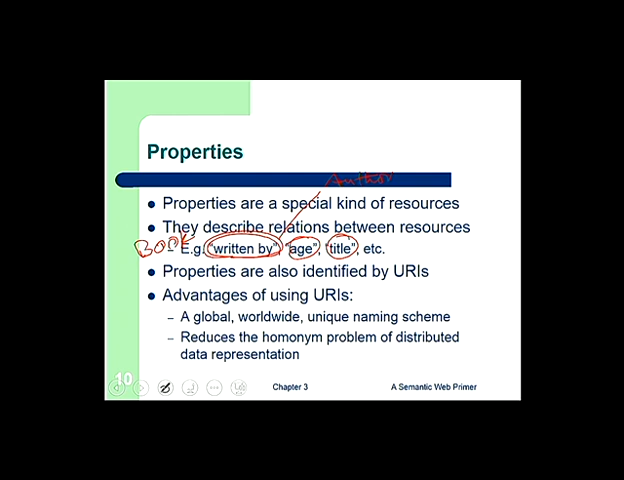 Properties
Author
Properties are a special kind of resources
They describe relations between resources
BOOK
– E.g. "written by", "age", "title", etc.
Properties are also identified by URIs
Advantages of using URIs:
– A global, worldwide, unique naming scheme
– Reduces the homonym problem of distributed
data representation
10
Chapter 3
A Semantic Web Primer